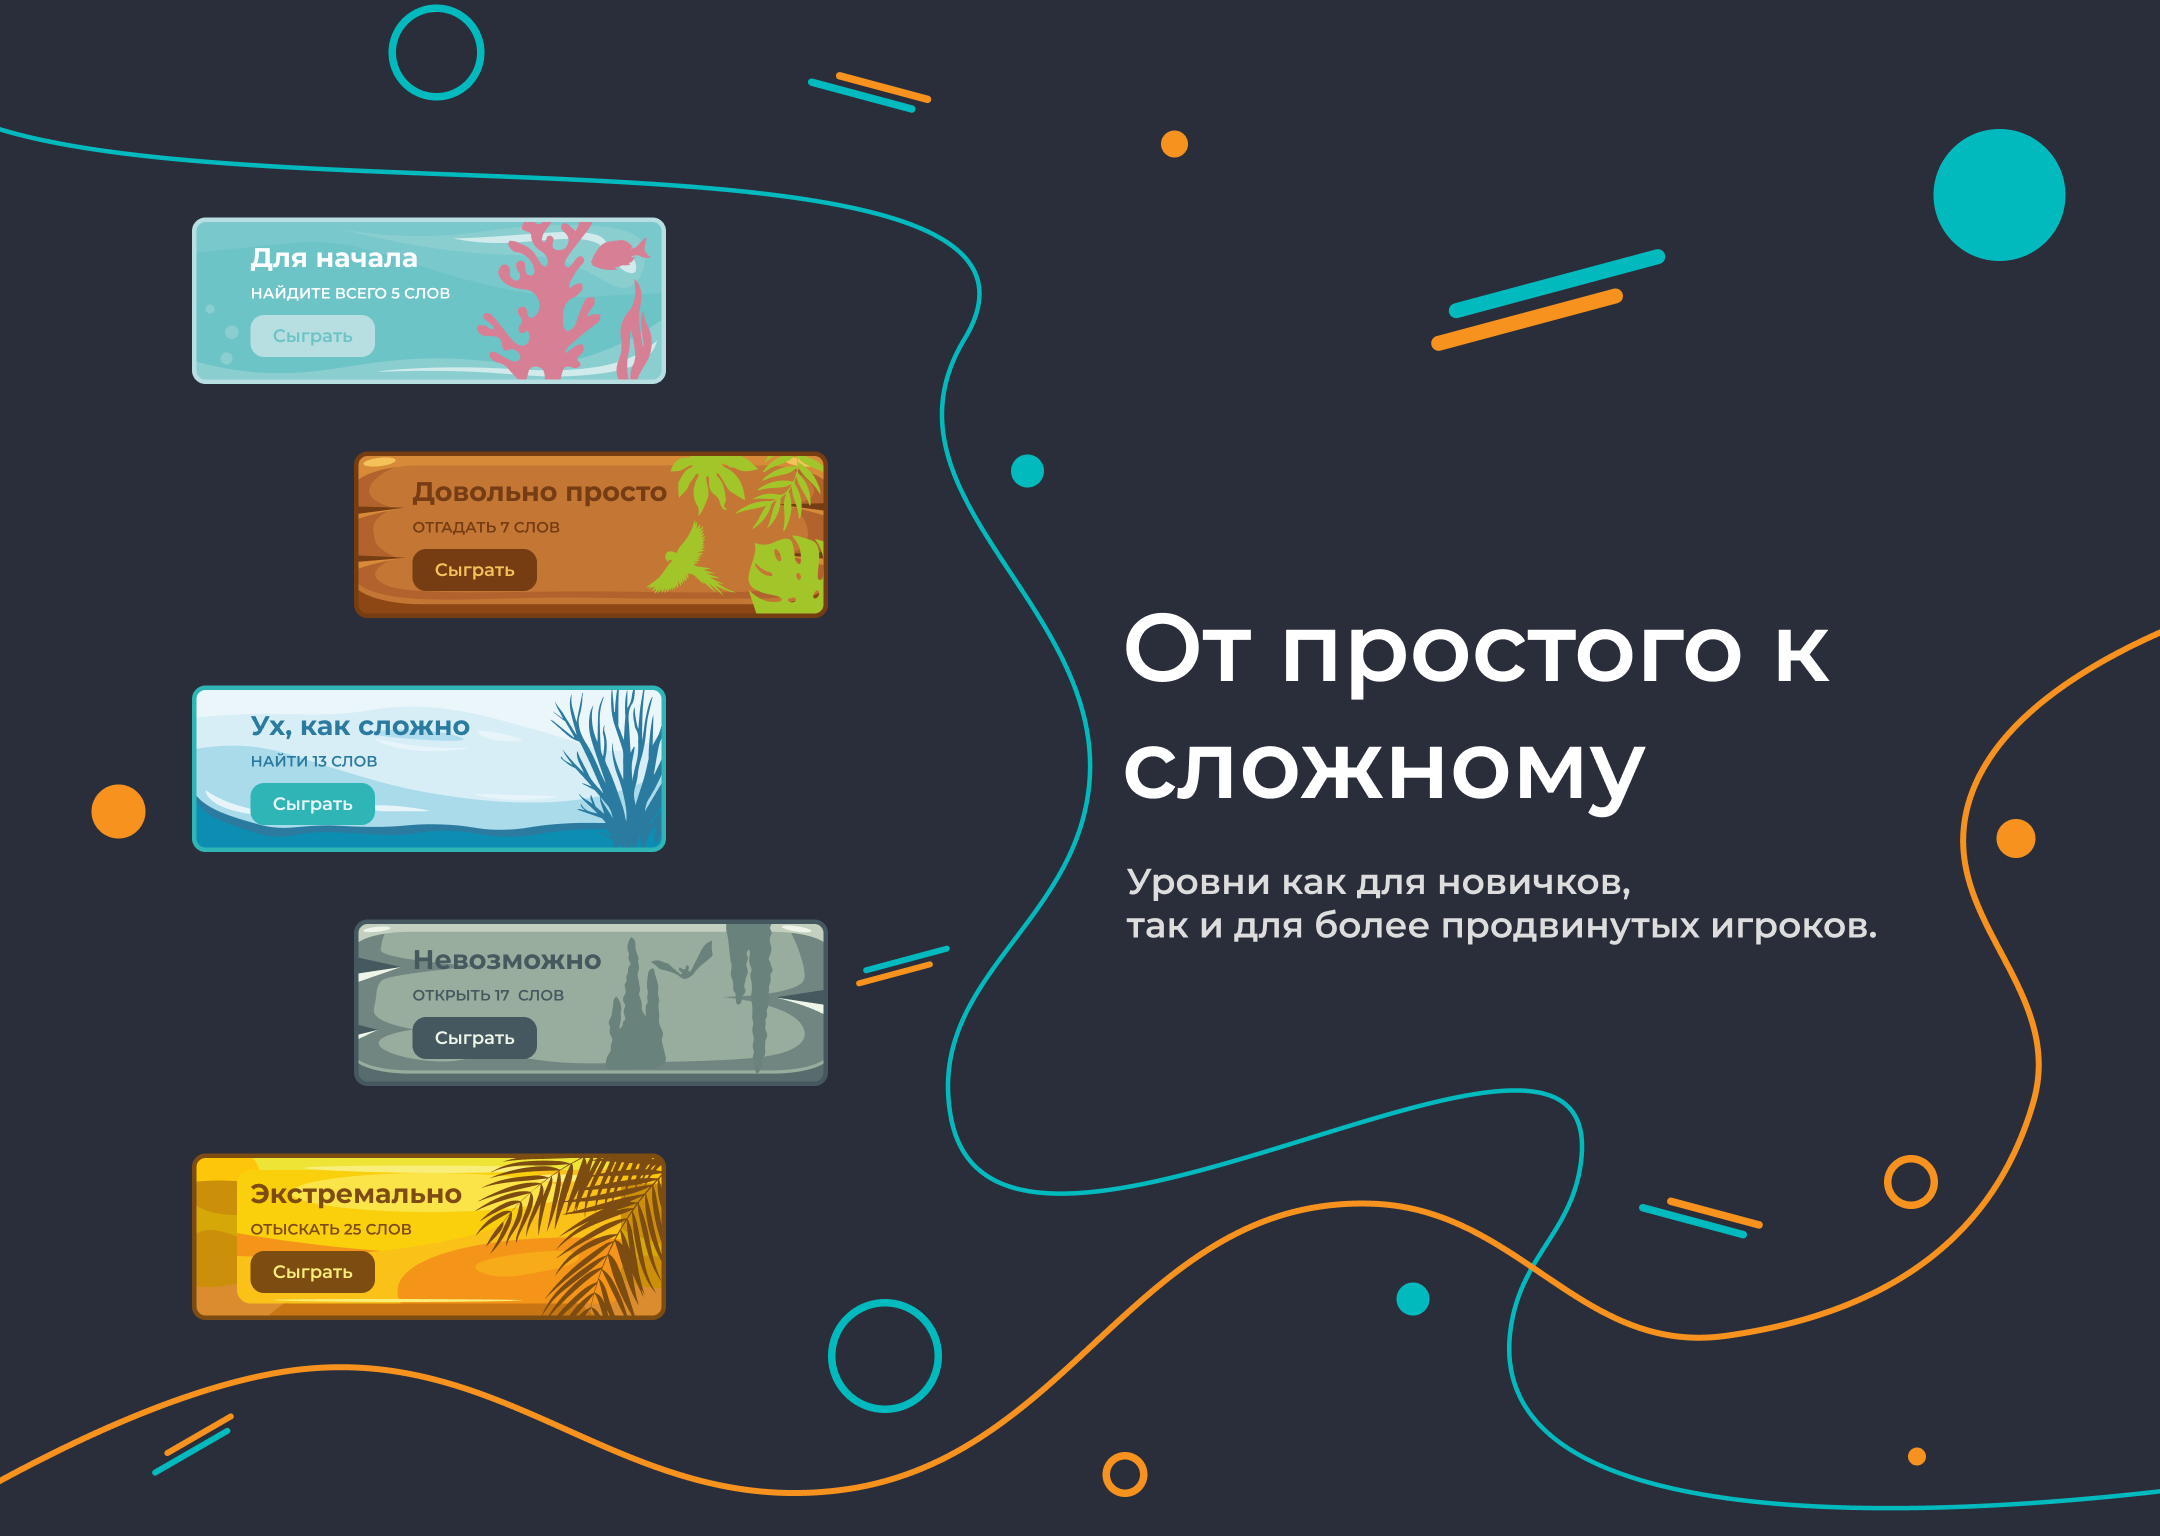 Для начала
НАЙДИТЕ ВСЕГО 5 СЛОВ
Сыграть
Довольно просто
ОТГАДАТЬ 7 СЛОВ
Сыграть
Ух, как сложно
НАЙТИ 13 СЛОВ
Сыграть
Невозможно
ОТКРЫТЬ 17 СЛОВ
Сыграть
Экстремально
ОТЫСКАТЬ 25 СЛОВ
Сыграть
От простого к
сложному
Уровни как для новичков,
так и для более продвинутых игроков.